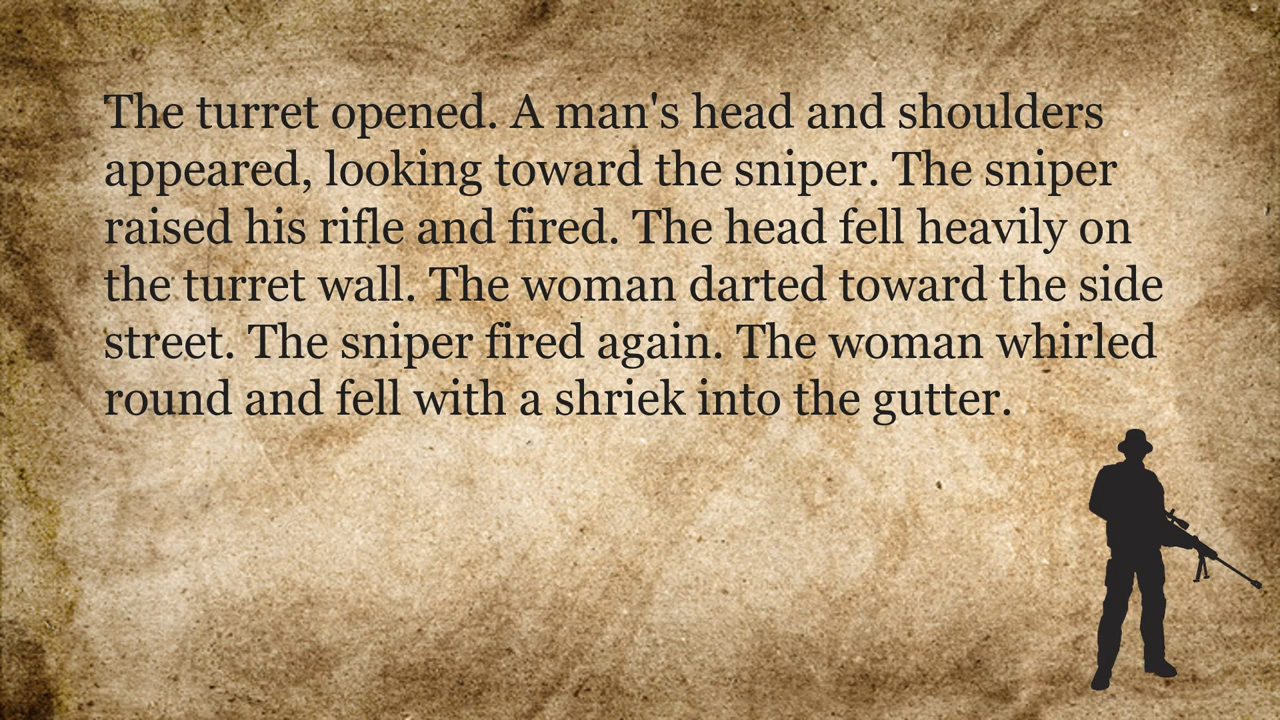 The turret opened. A man's head and shoulders
appeared, looking toward the sniper. The sniper
raised his rifle and fired. The head fell heavily on
the turret wall. The woman darted toward the side
street. The sniper fired again. The woman whirled
round and fell with a shriek into the gutter.